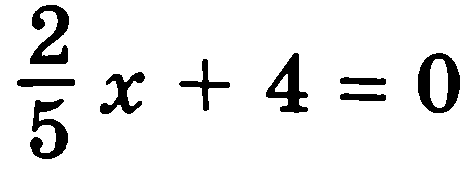 2/5 x + 4 = 0